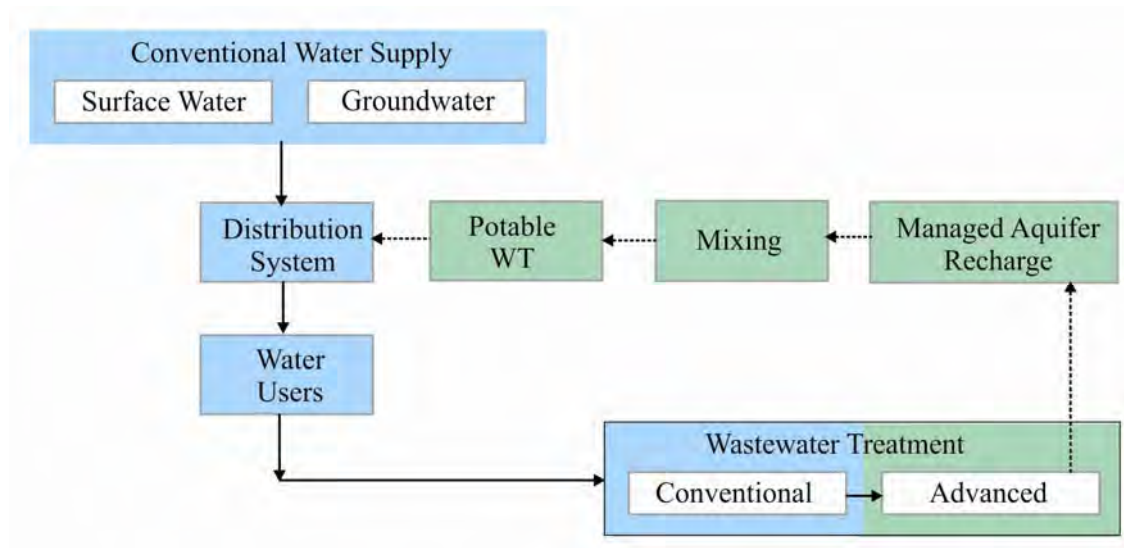 Conventional Water Supply
Surface Water
Groundwater
Distribution
System
Potable
WT
Mixing
Managed Aquifer
Recharge
Water
Users
Wastewater Treatment
Conventional
Advanced